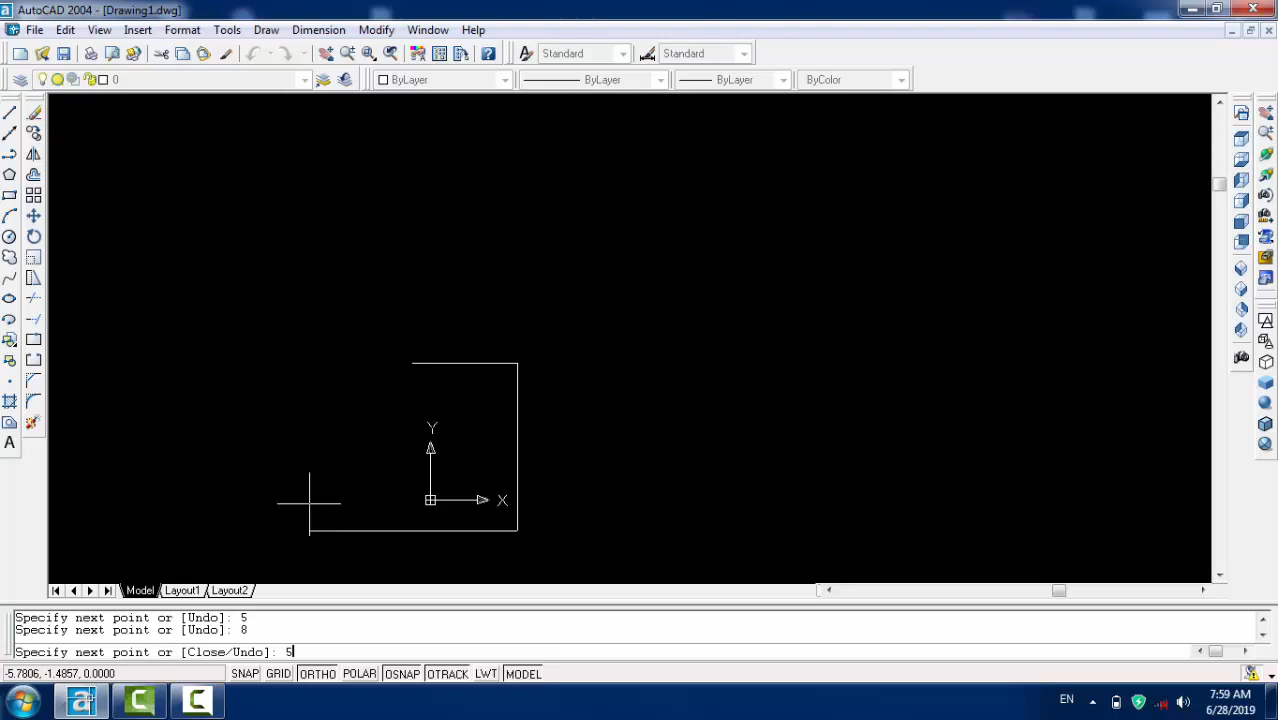 AutoCAD 2004 - [Drawing1.dwg]
File Edit View Insert Format Tools Draw Dimension Modify Window Help
Standard Standard
0 ByLayer ByLayer ByLayer ByColor
A
Y
X
Model Layout1 Layout2
Specify next point or [Undo]: 5
Specify next point or [Undo]: 8
Specify next point or [Close/Undo]: 5
-5.7806, -1.4857, 0.0000 SNAP GRID ORTHO POLAR OSNAP OTRACK LWT MODEL
EN 7:59 AM
6/28/2019